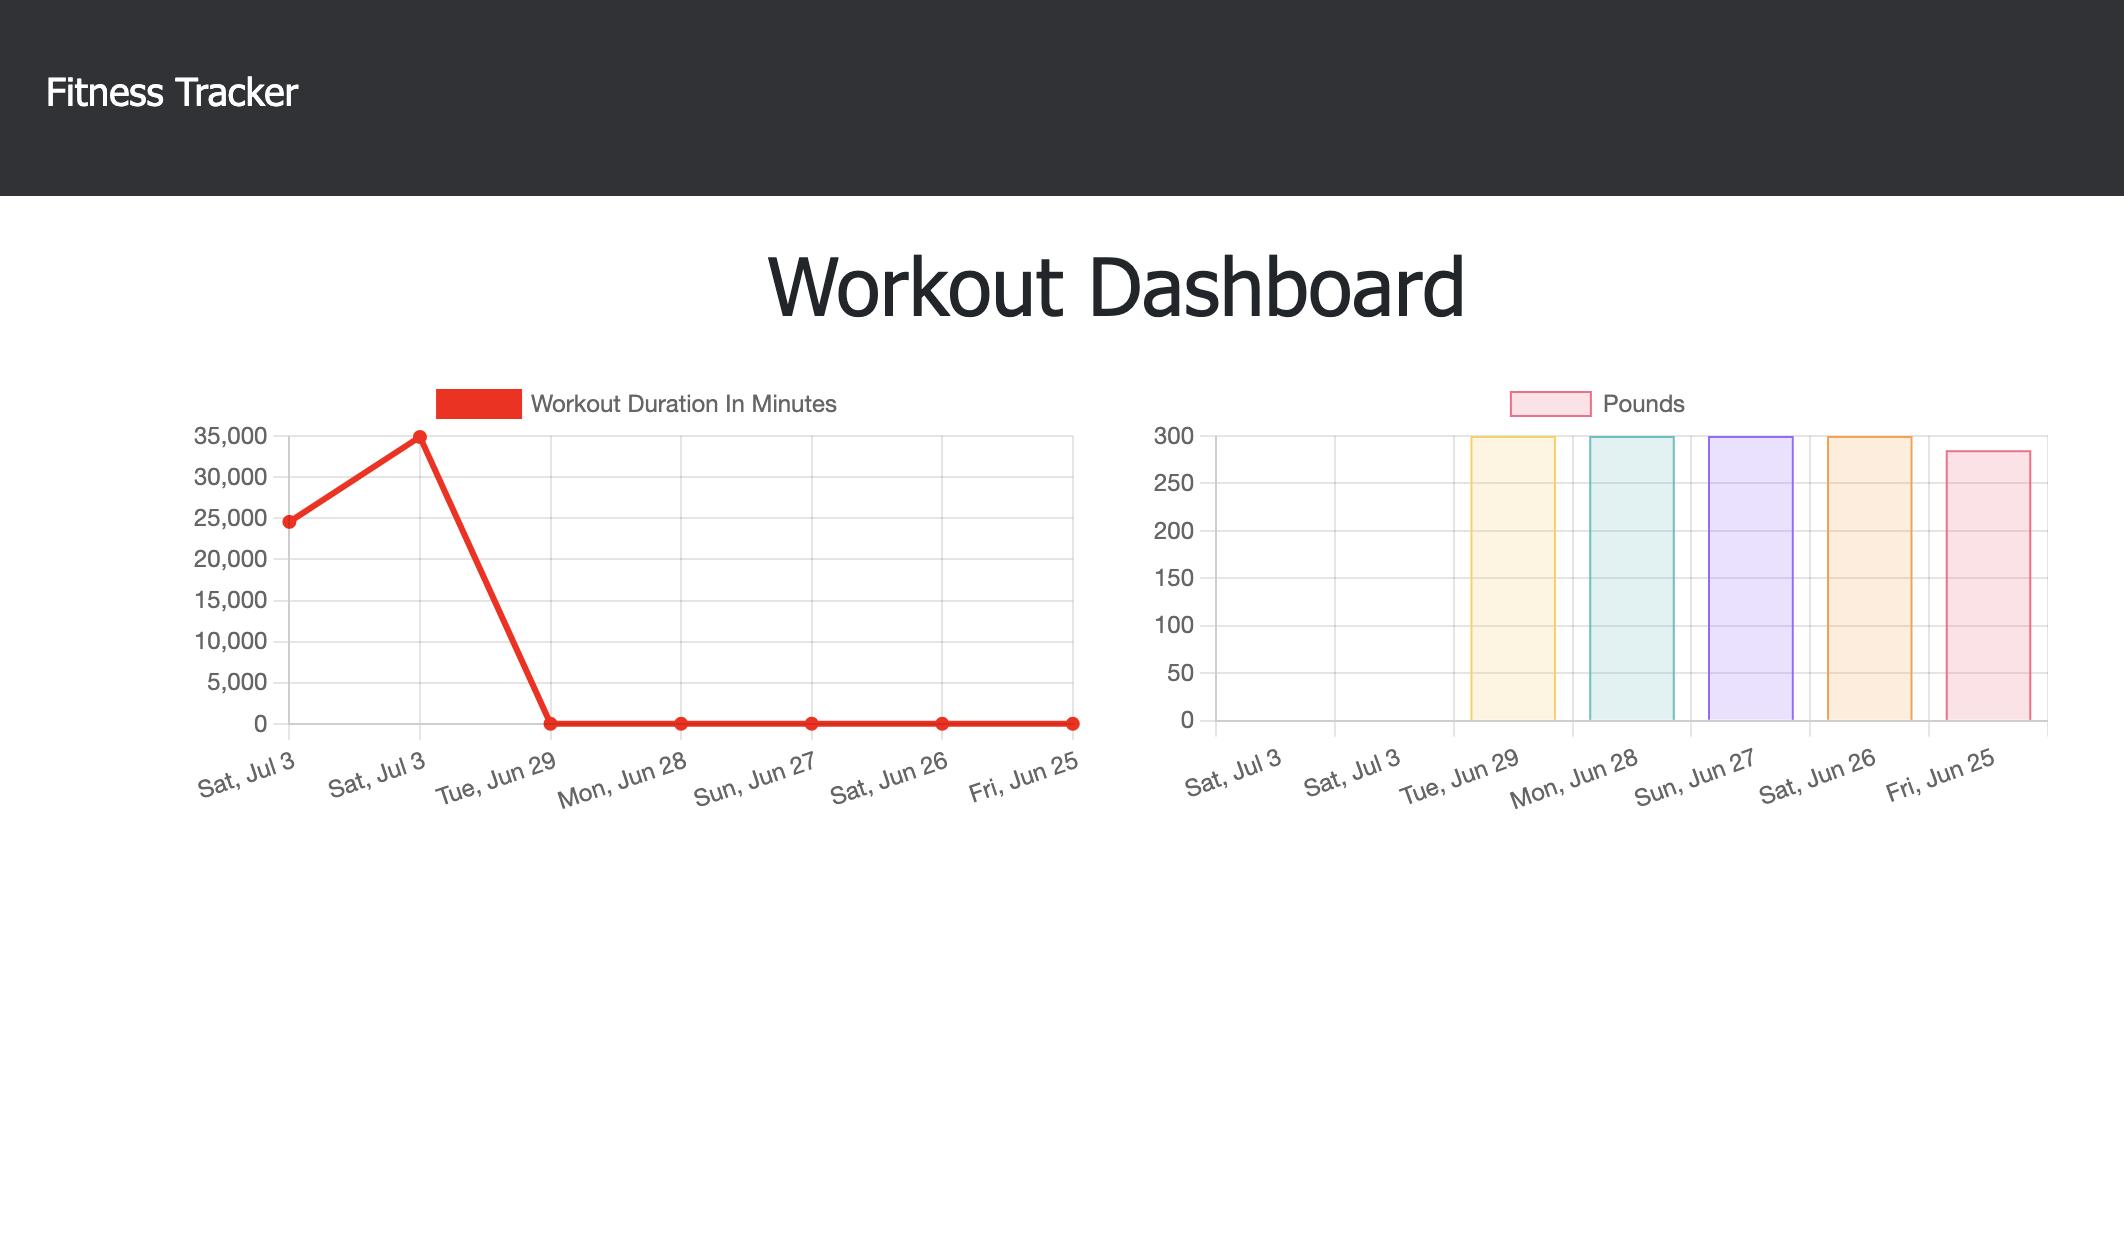 Fitness Tracker
Workout Dashboard
Workout Duration In Minutes
35,000
30,000
25,000
20,000
15,000
10,000
5,000
0
Sat, Jul 3
Sat, Jul 3
Tue, Jun 29
Mon, Jun 28
Sun, Jun 27
Sat, Jun 26
Fri, Jun 25
Pounds
300
250
200
150
100
50
0
Sat, Jul 3
Sat, Jul 3
Tue, Jun 29
Mon, Jun 28
Sun, Jun 27
Sat, Jun 26
Fri, Jun 25